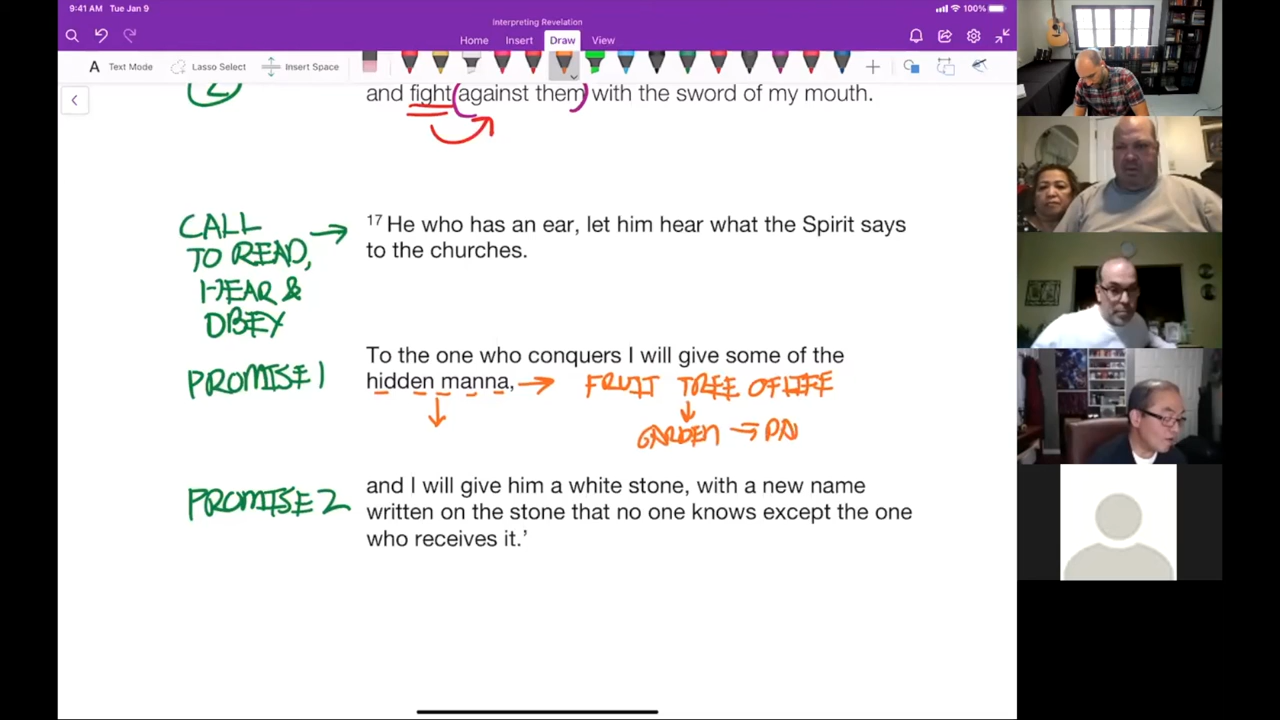 9:41 AM Tue Jan 9
100%
Interpreting Revelation
Home Insert Draw View
A Text Mode Lasso Select Insert Space
2
and fight (against them) with the sword of my mouth.
CALL
TO READ,
HEAR &
OBEY
17 He who has an ear, let him hear what the Spirit says
to the churches.
PROMISE 1
To the one who conquers I will give some of the
hidden manna, → FRUIT TREE OF LIFE
GARDEN → PA
PROMISE 2
and I will give him a white stone, with a new name
written on the stone that no one knows except the one
who receives it.’